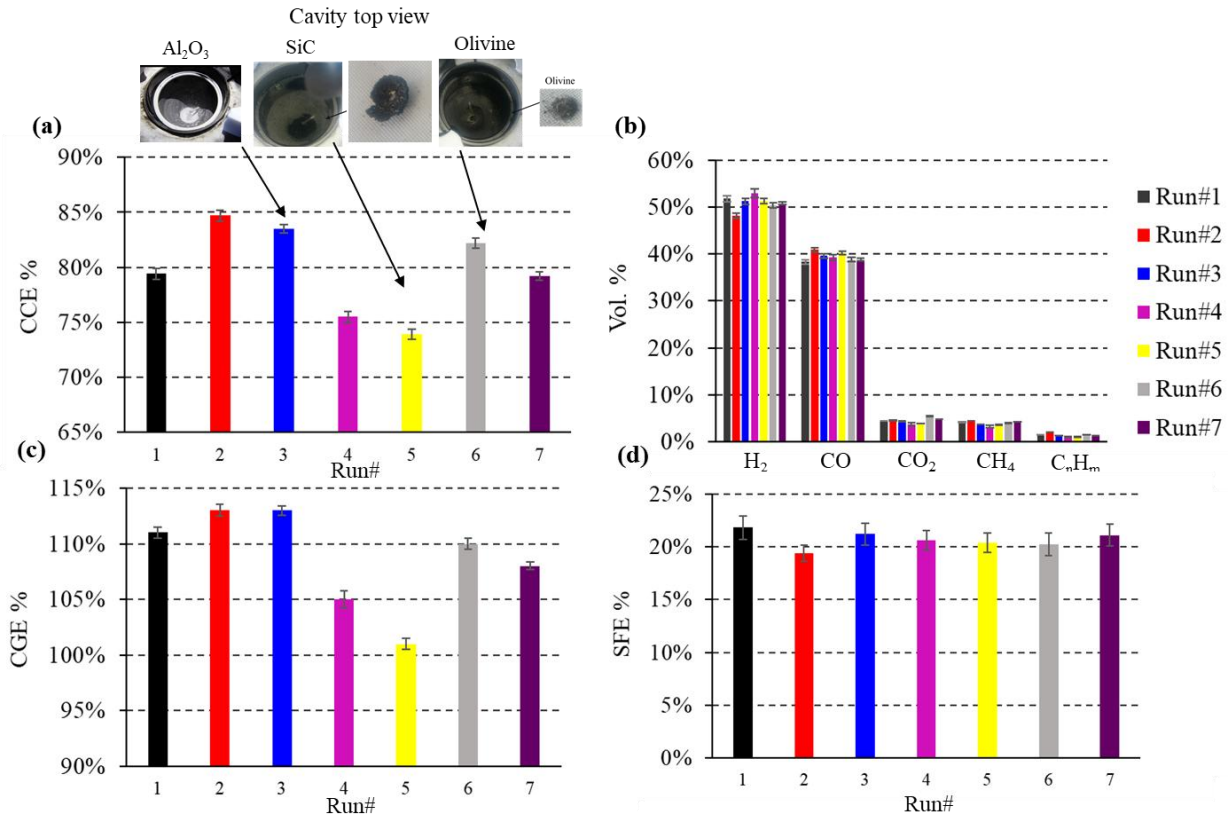 Cavity top view
Al₂O₃ SiC Olivine
Olivine
(a) (b)
90%
85%
80%
75%
70%
65%
CCE %
1 2 3 4 5 6 7
Run#
60%
50%
40%
30%
20%
10%
0%
Vol. %
H₂ CO CO₂ CH₄ CₙHₘ
Run#1
Run#2
Run#3
Run#4
Run#5
Run#6
Run#7
(c) (d)
115%
110%
105%
100%
95%
90%
CGE %
1 2 3 4 5 6 7
Run#
25%
20%
15%
10%
5%
0%
SFE %
1 2 3 4 5 6 7
Run#